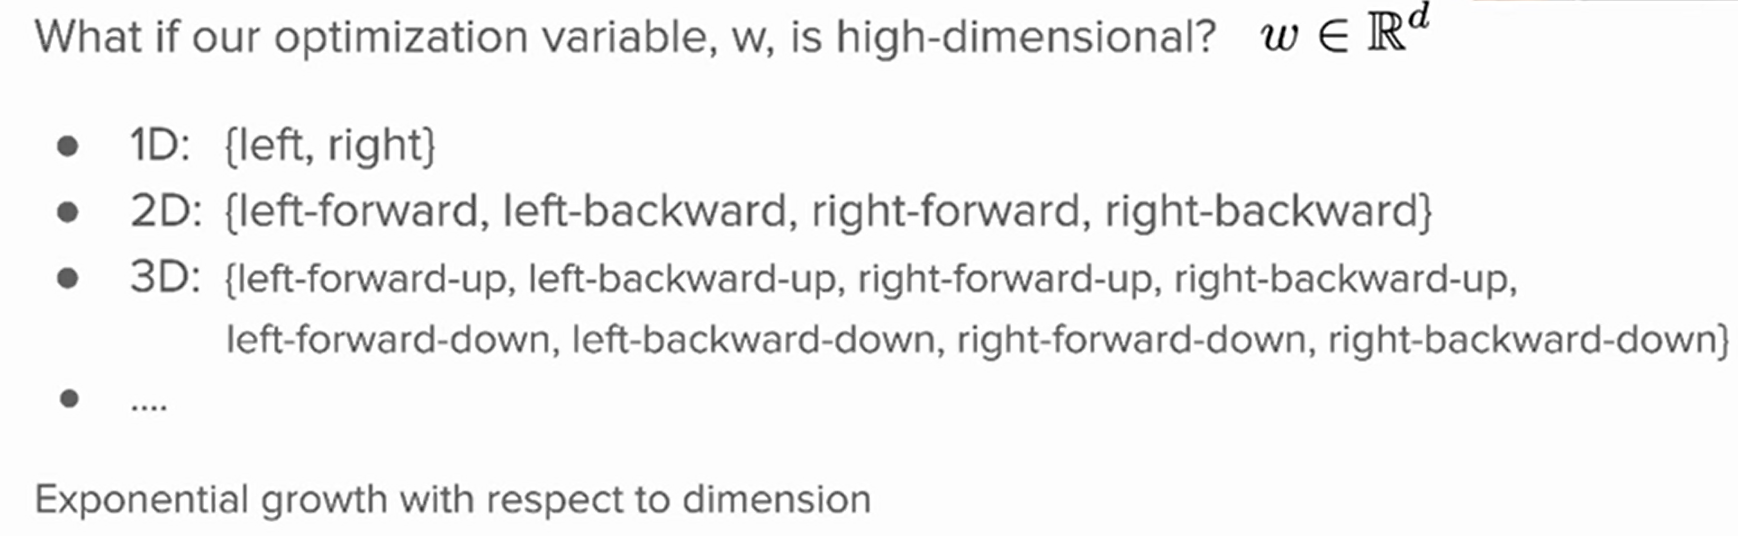 What if our optimization variable, w, is high-dimensional? w ∈ ℝᵈ
● 1D: {left, right}
● 2D: {left-forward, left-backward, right-forward, right-backward}
● 3D: {left-forward-up, left-backward-up, right-forward-up, right-backward-up,
left-forward-down, left-backward-down, right-forward-down, right-backward-down}
● ....
Exponential growth with respect to dimension